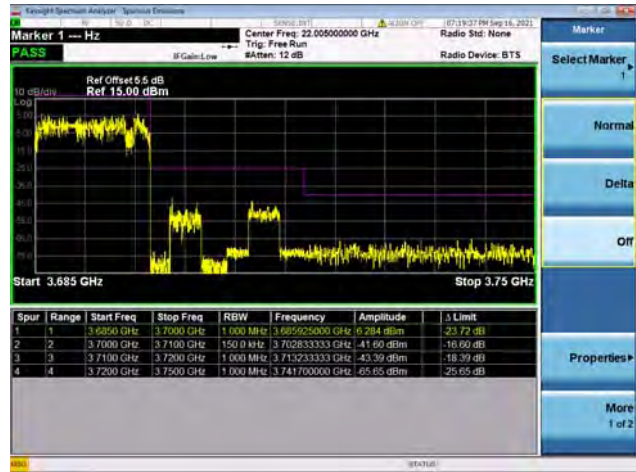 Keysight Spectrum Analyzer - Spurious Emissions
RF 50 Ω DC SENSE:INT ALIGN OFF 07:19:37 PM Sep 16, 2021
Marker 1 --- Hz
Center Freq: 22.005000000 GHz
Radio Std: None
Trig: Free Run
PASS
IFGain:Low
#Atten: 12 dB
Radio Device: BTS
Ref Offset 5.5 dB
10 dB/div Ref 15.00 dBm
Log
Start 3.685 GHz
Stop 3.75 GHz
Spur Range Start Freq Stop Freq RBW Frequency Amplitude Δ Limit
1 1 3.6850 GHz 3.7000 GHz 1.000 MHz 3.685925000 GHz 6.284 dBm -23.72 dB
2 2 3.7000 GHz 3.7100 GHz 150.0 kHz 3.702833333 GHz -41.60 dBm -16.60 dB
3 3 3.7100 GHz 3.7200 GHz 1.000 MHz 3.713233333 GHz -43.39 dBm -18.39 dB
4 4 3.7200 GHz 3.7500 GHz 1.000 MHz 3.741700000 GHz -65.65 dBm -25.65 dB
Marker
Select Marker
1
Normal
Delta
Off
Properties
More
1 of 2
MSG
STATUS